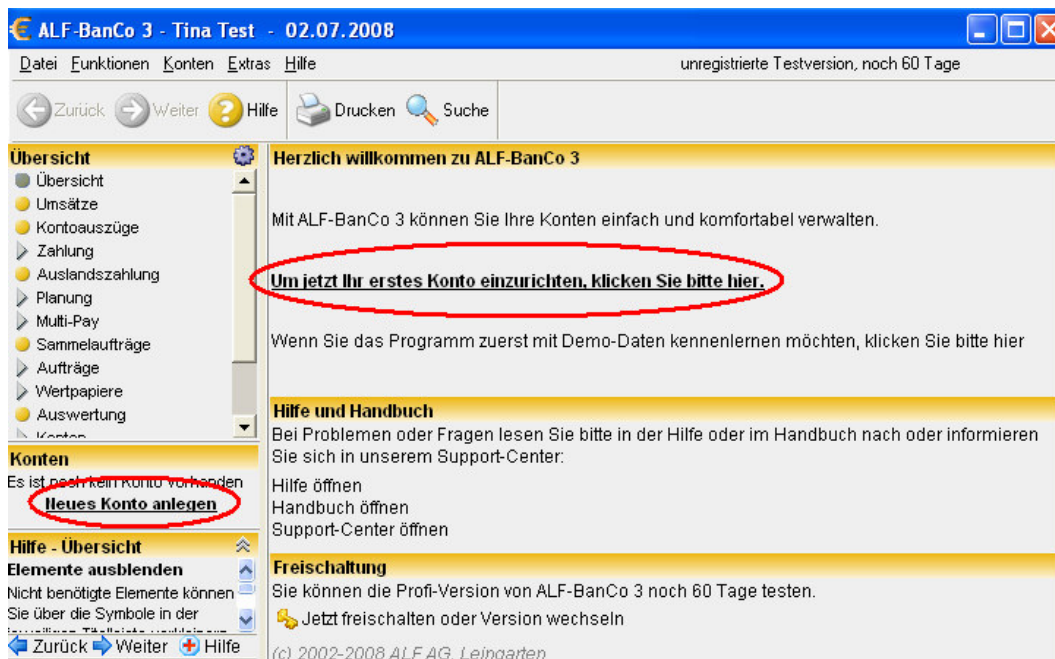 ALF-BanCo 3 - Tina Test - 02.07.2008
Datei Funktionen Konten Extras Hilfe
unregistrierte Testversion, noch 60 Tage
Zurück Weiter Hilfe Drucken Suche
Übersicht
Übersicht
Umsätze
Kontoauszüge
Zahlung
Auslandszahlung
Planung
Multi-Pay
Sammelaufträge
Aufträge
Wertpapiere
Auswertung
Konten
Konten
Es ist noch kein Konto vorhanden
Neues Konto anlegen
Hilfe - Übersicht
Elemente ausblenden
Nicht benötigte Elemente können
Sie über die Symbole in der
Zurück Weiter Hilfe
Herzlich willkommen zu ALF-BanCo 3
Mit ALF-BanCo 3 können Sie Ihre Konten einfach und komfortabel verwalten.
Um jetzt Ihr erstes Konto einzurichten, klicken Sie bitte hier.
Wenn Sie das Programm zuerst mit Demo-Daten kennenlernen möchten, klicken Sie bitte hier
Hilfe und Handbuch
Bei Problemen oder Fragen lesen Sie bitte in der Hilfe oder im Handbuch nach oder informieren
Sie sich in unserem Support-Center:
Hilfe öffnen
Handbuch öffnen
Support-Center öffnen
Freischaltung
Sie können die Profi-Version von ALF-BanCo 3 noch 60 Tage testen.
Jetzt freischalten oder Version wechseln
(c) 2002-2008 ALF AG, Leingarten